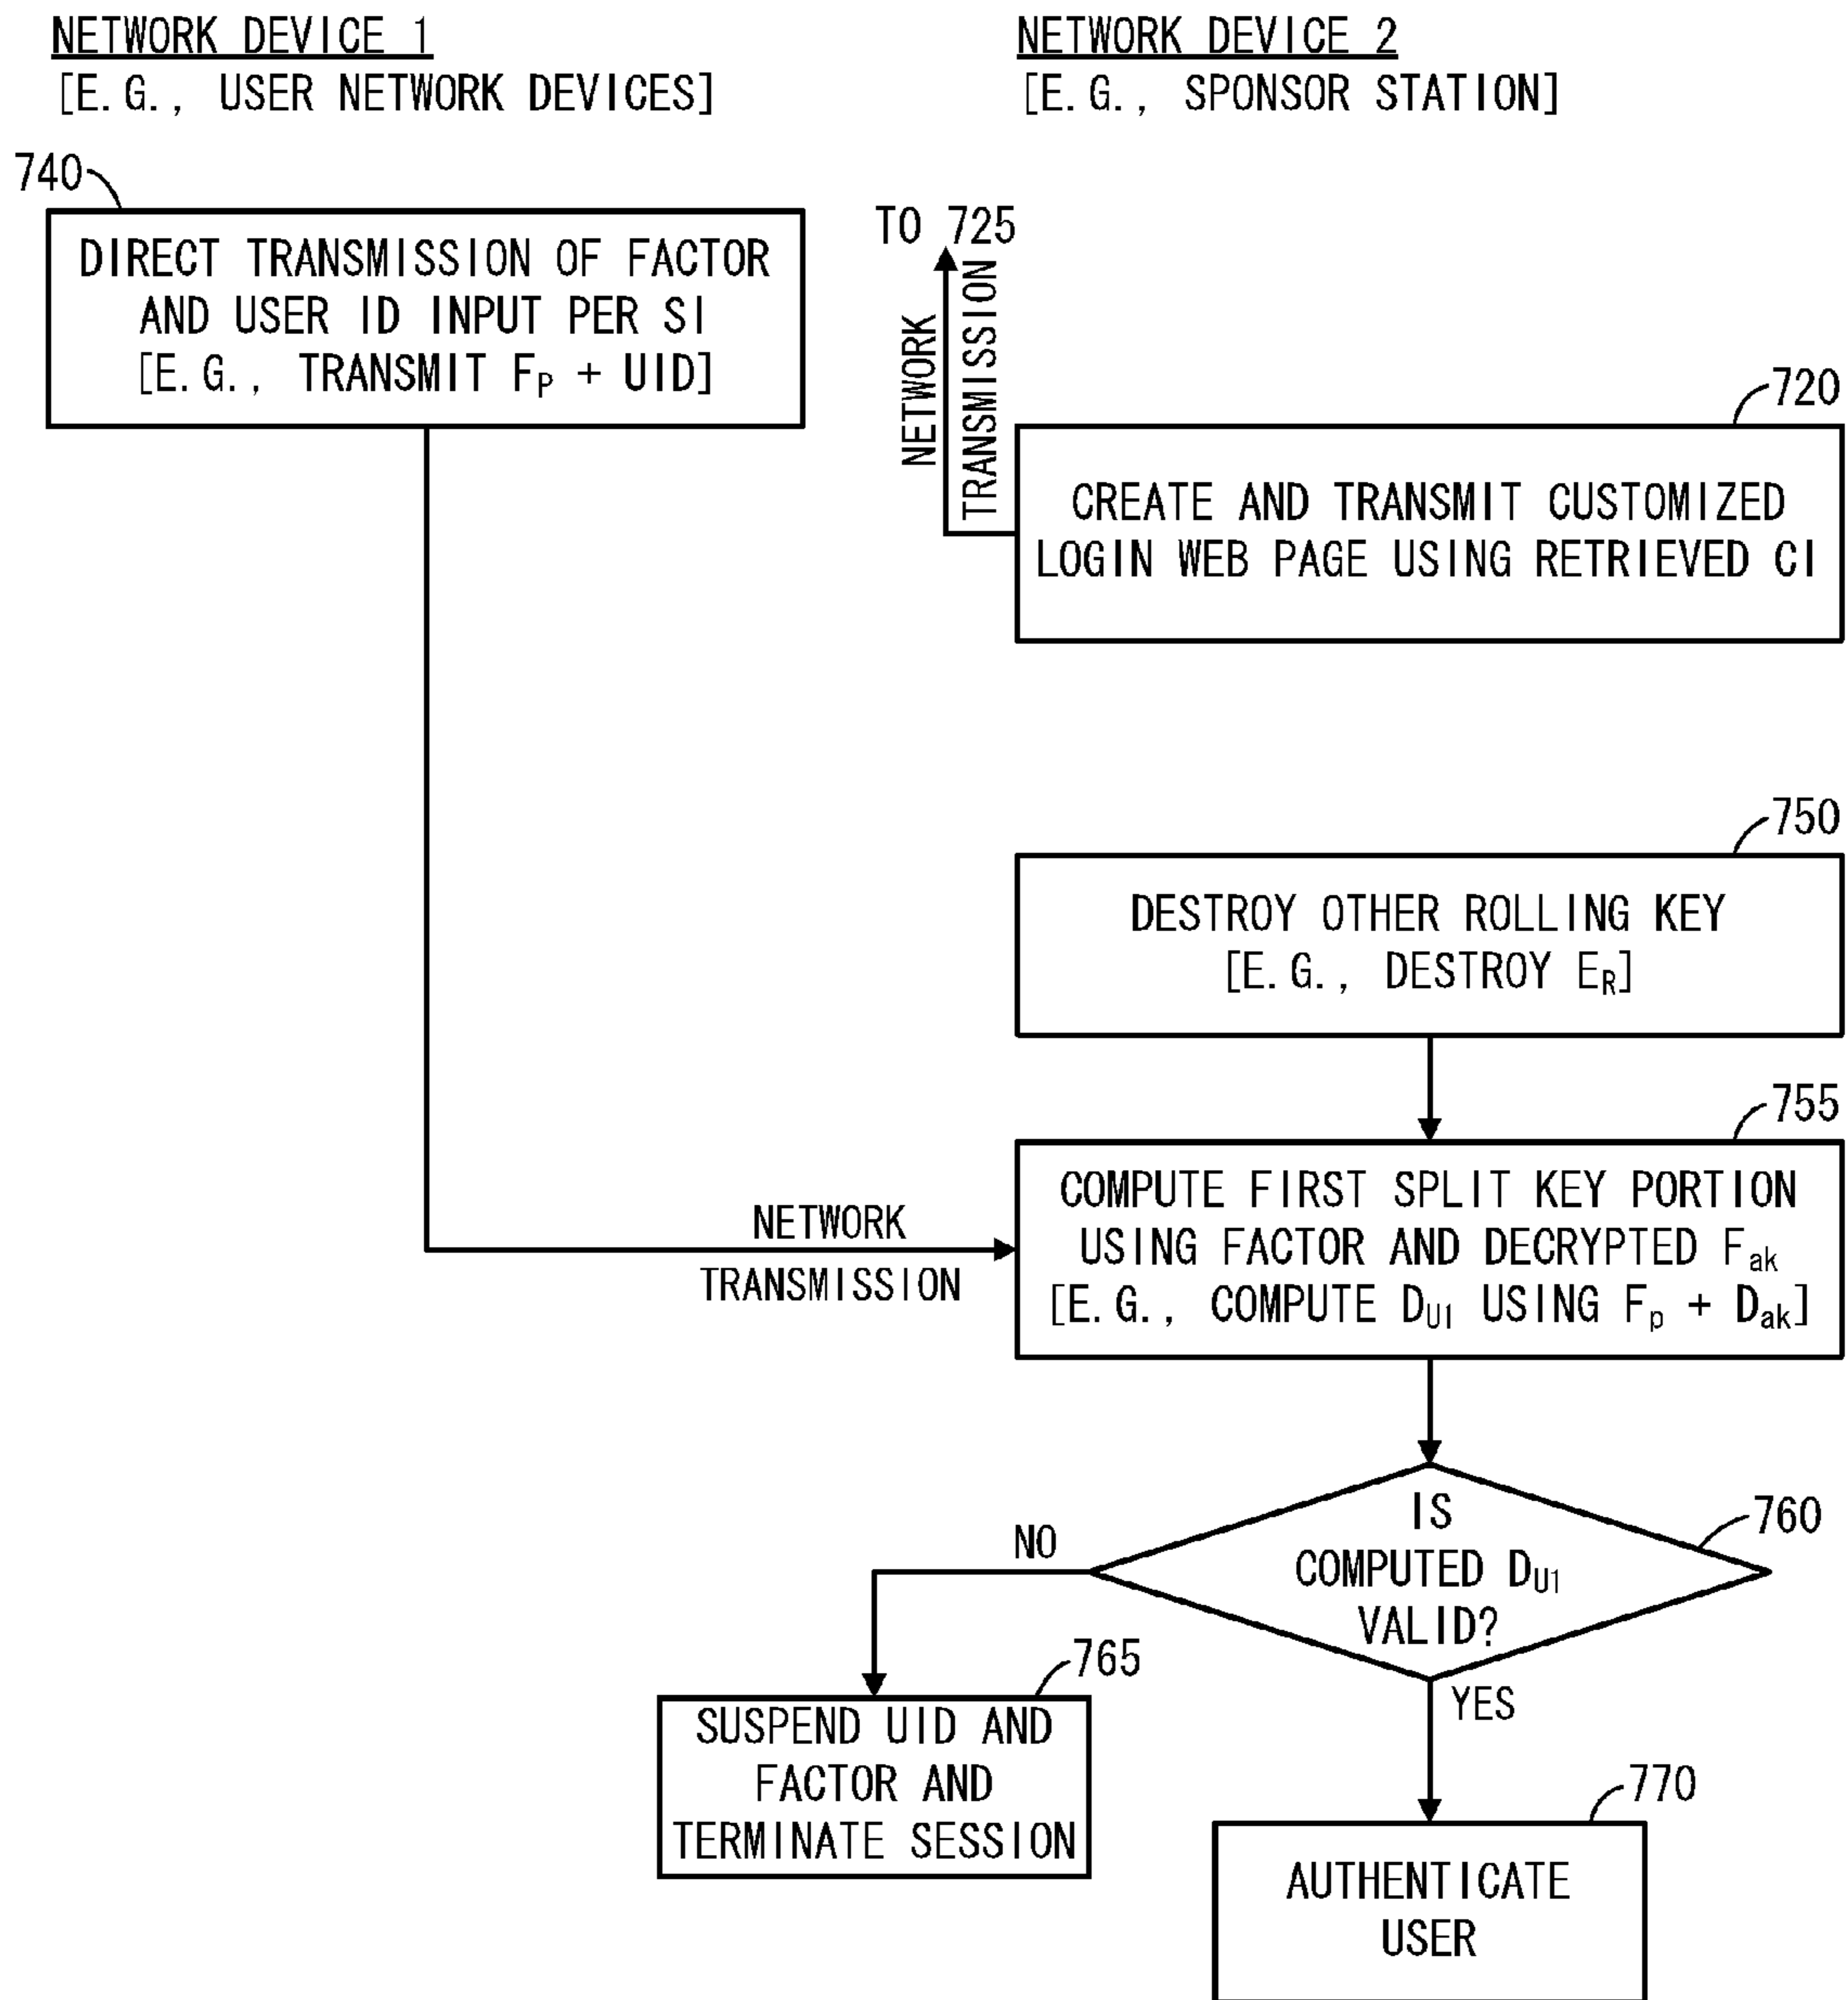 NETWORK DEVICE 1
[E.G., USER NETWORK DEVICES]
NETWORK DEVICE 2
[E.G., SPONSOR STATION]
740
DIRECT TRANSMISSION OF FACTOR
AND USER ID INPUT PER SI
[E.G., TRANSMIT FP + UID]
TO 725
NETWORK
TRANSMISSION
720
CREATE AND TRANSMIT CUSTOMIZED
LOGIN WEB PAGE USING RETRIEVED CI
750
DESTROY OTHER ROLLING KEY
[E.G., DESTROY ER]
755
COMPUTE FIRST SPLIT KEY PORTION
USING FACTOR AND DECRYPTED Fak
[E.G., COMPUTE DU1 USING Fp + Dak]
NETWORK
TRANSMISSION
760
IS
COMPUTED DU1
VALID?
NO
YES
765
SUSPEND UID AND
FACTOR AND
TERMINATE SESSION
770
AUTHENTICATE
USER